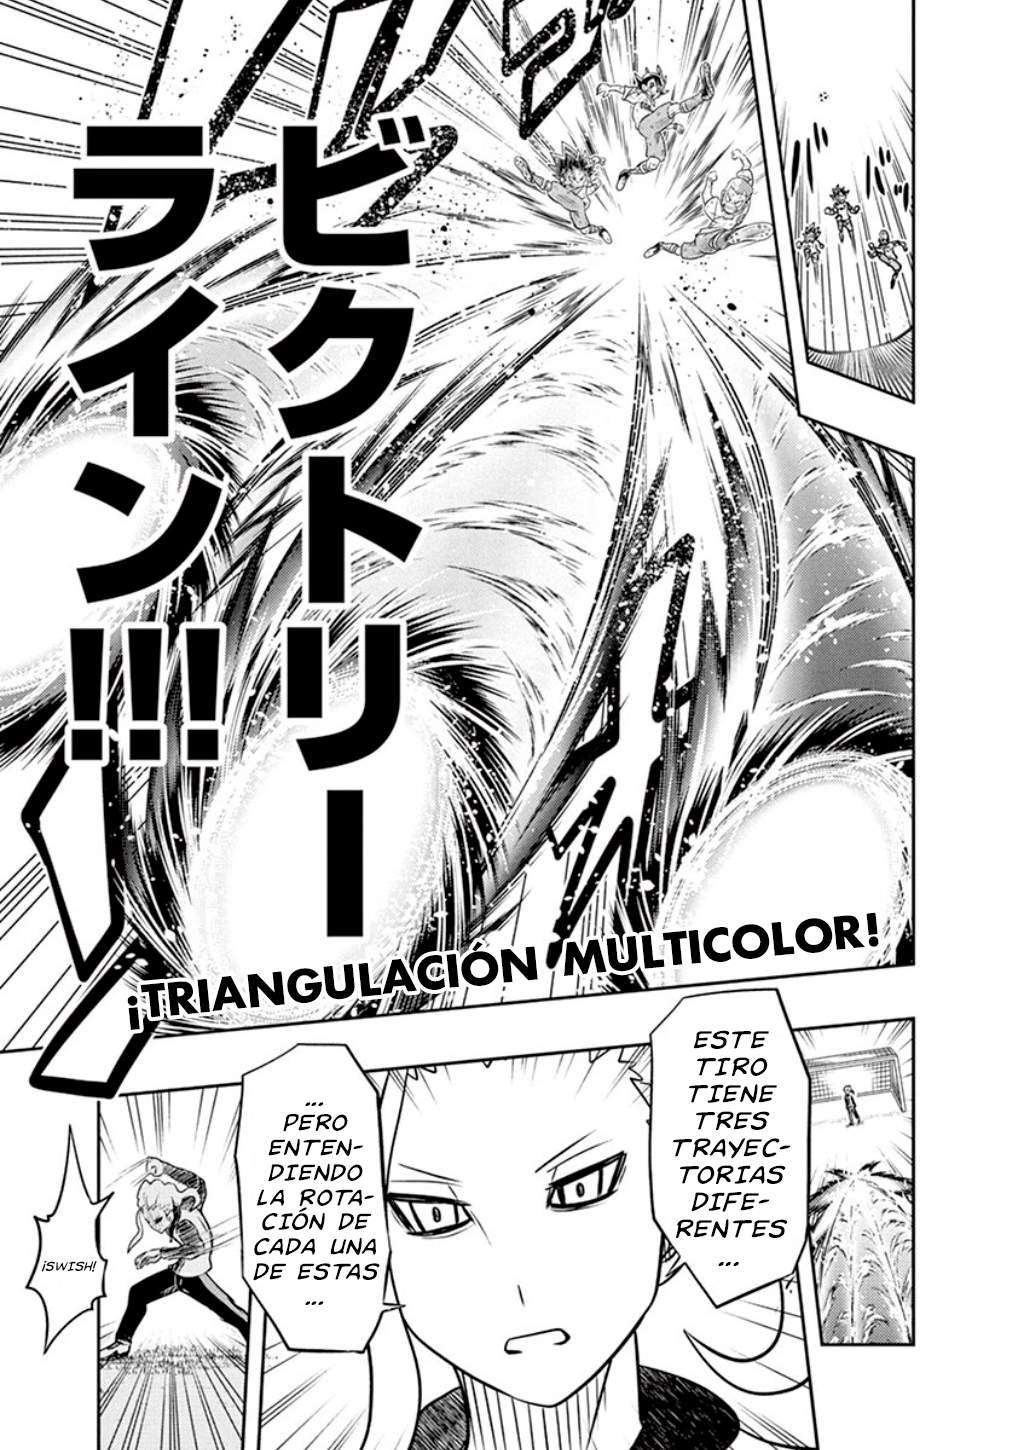 ビクトリー
ライン!!!
¡TRIANGULACIÓN MULTICOLOR!
ESTE
TIRO
TIENE
TRES
TRAYEC-
TORIAS
DIFE-
RENTES
...
...
PERO
ENTEN-
DIENDO
LA ROTA-
CIÓN DE
CADA UNA
DE ESTAS
...
¡SWISH!